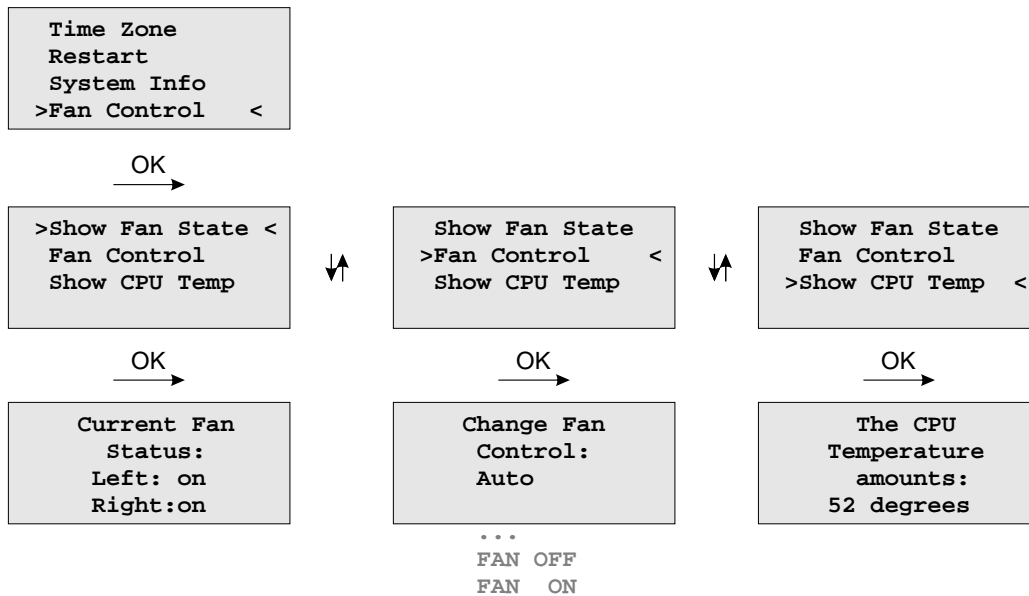 Time Zone
Restart
System Info
>Fan Control <
OK
>Show Fan State <
Fan Control
Show CPU Temp
Show Fan State
>Fan Control <
Show CPU Temp
Show Fan State
Fan Control
>Show CPU Temp <
OK
OK
OK
Current Fan
Status:
Left: on
Right:on
Change Fan
Control:
Auto
...
FAN OFF
FAN ON
The CPU
Temperature
amounts:
52 degrees